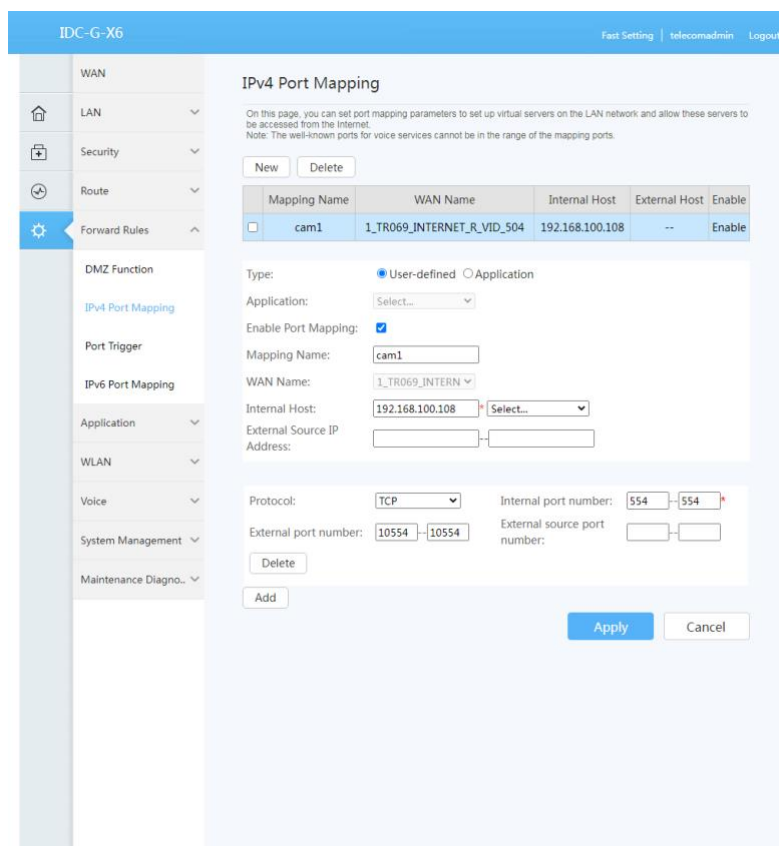 IDC-G-X6
Fast Setting | telecomadmin Logout
WAN
LAN
Security
Route
Forward Rules
DMZ Function
IPv4 Port Mapping
Port Trigger
IPv6 Port Mapping
Application
WLAN
Voice
System Management
Maintenance Diagno..
IPv4 Port Mapping
On this page, you can set port mapping parameters to set up virtual servers on the LAN network and allow these servers to
be accessed from the Internet.
Note: The well-known ports for voice services cannot be in the range of the mapping ports.
New Delete
Mapping Name WAN Name Internal Host External Host Enable
cam1 1_TR069_INTERNET_R_VID_504 192.168.100.108 -- Enable
Type: User-defined Application
Application: Select...
Enable Port Mapping:
Mapping Name: cam1
WAN Name: 1_TR069_INTERN
Internal Host: 192.168.100.108 * Select...
External Source IP
Address: --
Protocol: TCP Internal port number: 554 -- 554 *
External port number: 10554 -- 10554 External source port
number: --
Delete
Add
Apply Cancel